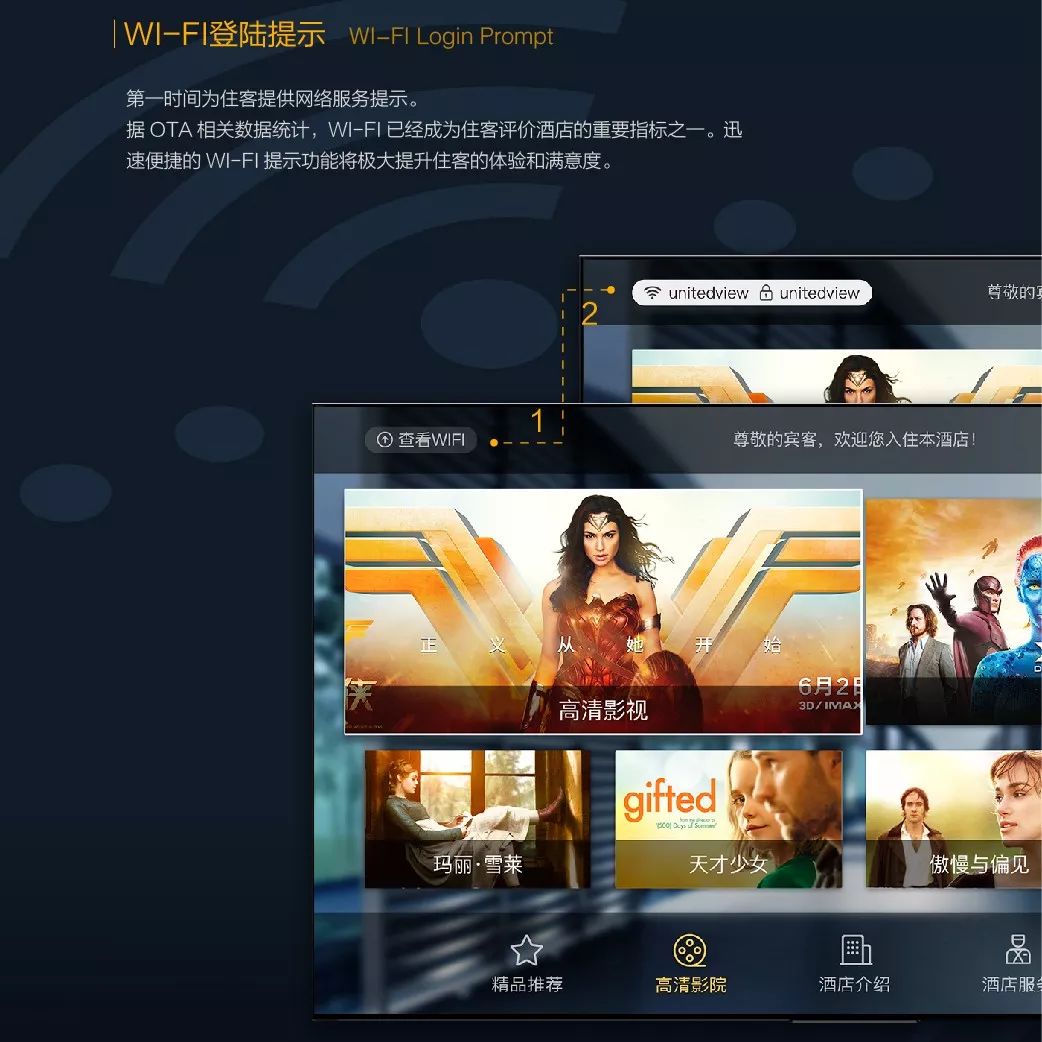 WI-FI登陆提示 WI-FI Login Prompt
第一时间为住客提供网络服务提示。
据 OTA 相关数据统计，WI-FI 已经成为住客评价酒店的重要指标之一。迅
速便捷的 WI-FI 提示功能将极大提升住客的体验和满意度。
unitedview unitedview
尊敬的宾
2
1
查看WIFI
尊敬的宾客，欢迎您入住本酒店！
正义从她开始
侠
6月2日
3D/IMAX
高清影视
gifted
(500) Days of Summer
玛丽·雪莱
天才少女
傲慢与偏见
精品推荐
高清影院
酒店介绍
酒店服务